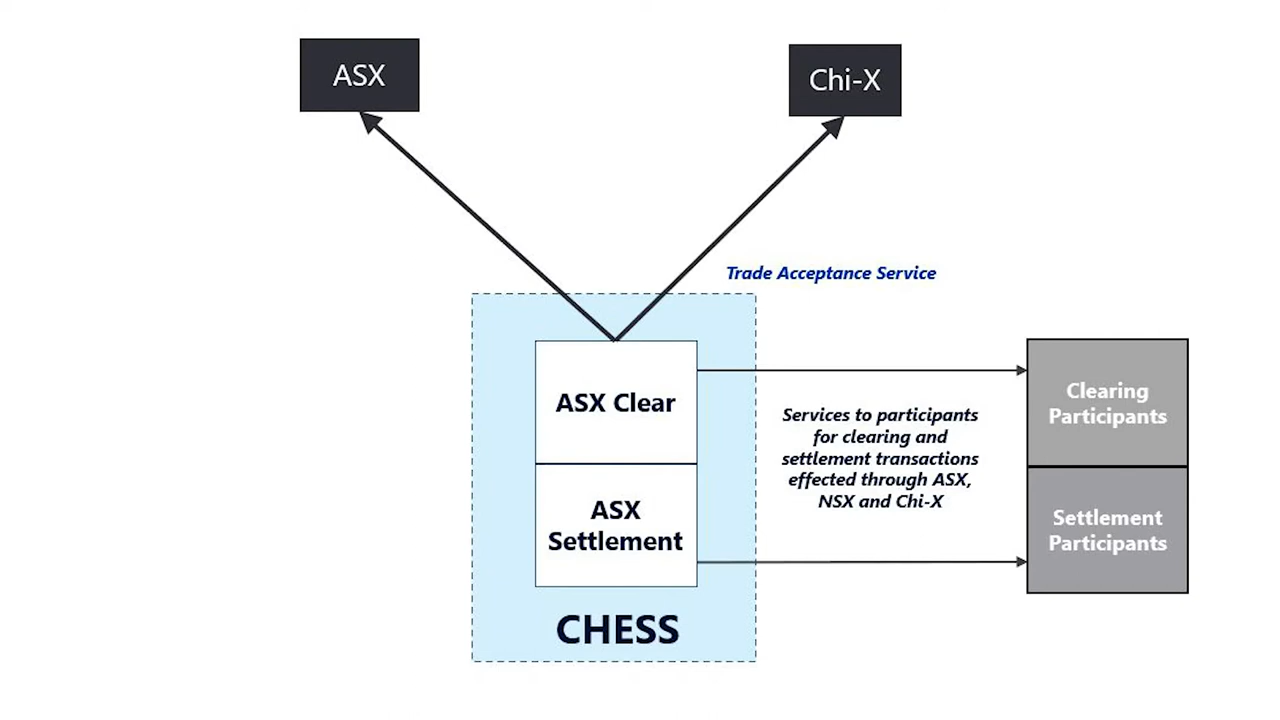 ASX
Chi-X
Trade Acceptance Service
ASX Clear
Services to participants
for clearing and
settlement transactions
effected through ASX,
NSX and Chi-X
Clearing
Participants
ASX
Settlement
Settlement
Participants
CHESS